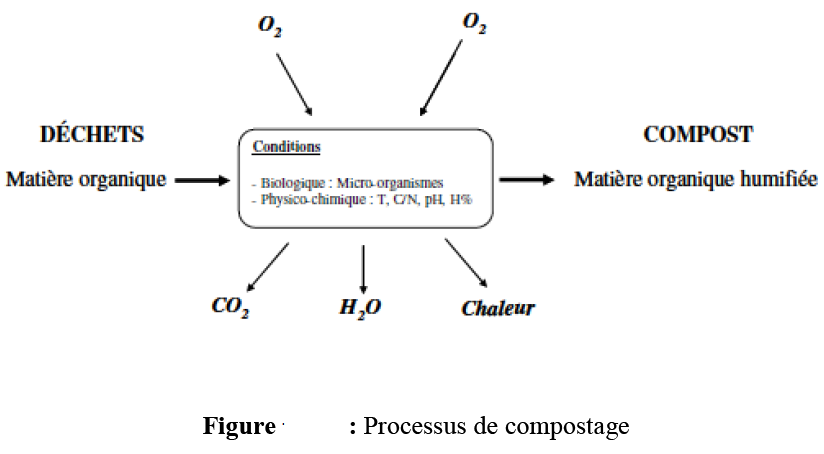 O₂ O₂
DÉCHETS COMPOST
Conditions
Matière organique Matière organique humifiée
- Biologique : Micro-organismes
- Physico-chimique : T, C/N, pH, H%
CO₂ H₂O Chaleur
Figure : Processus de compostage